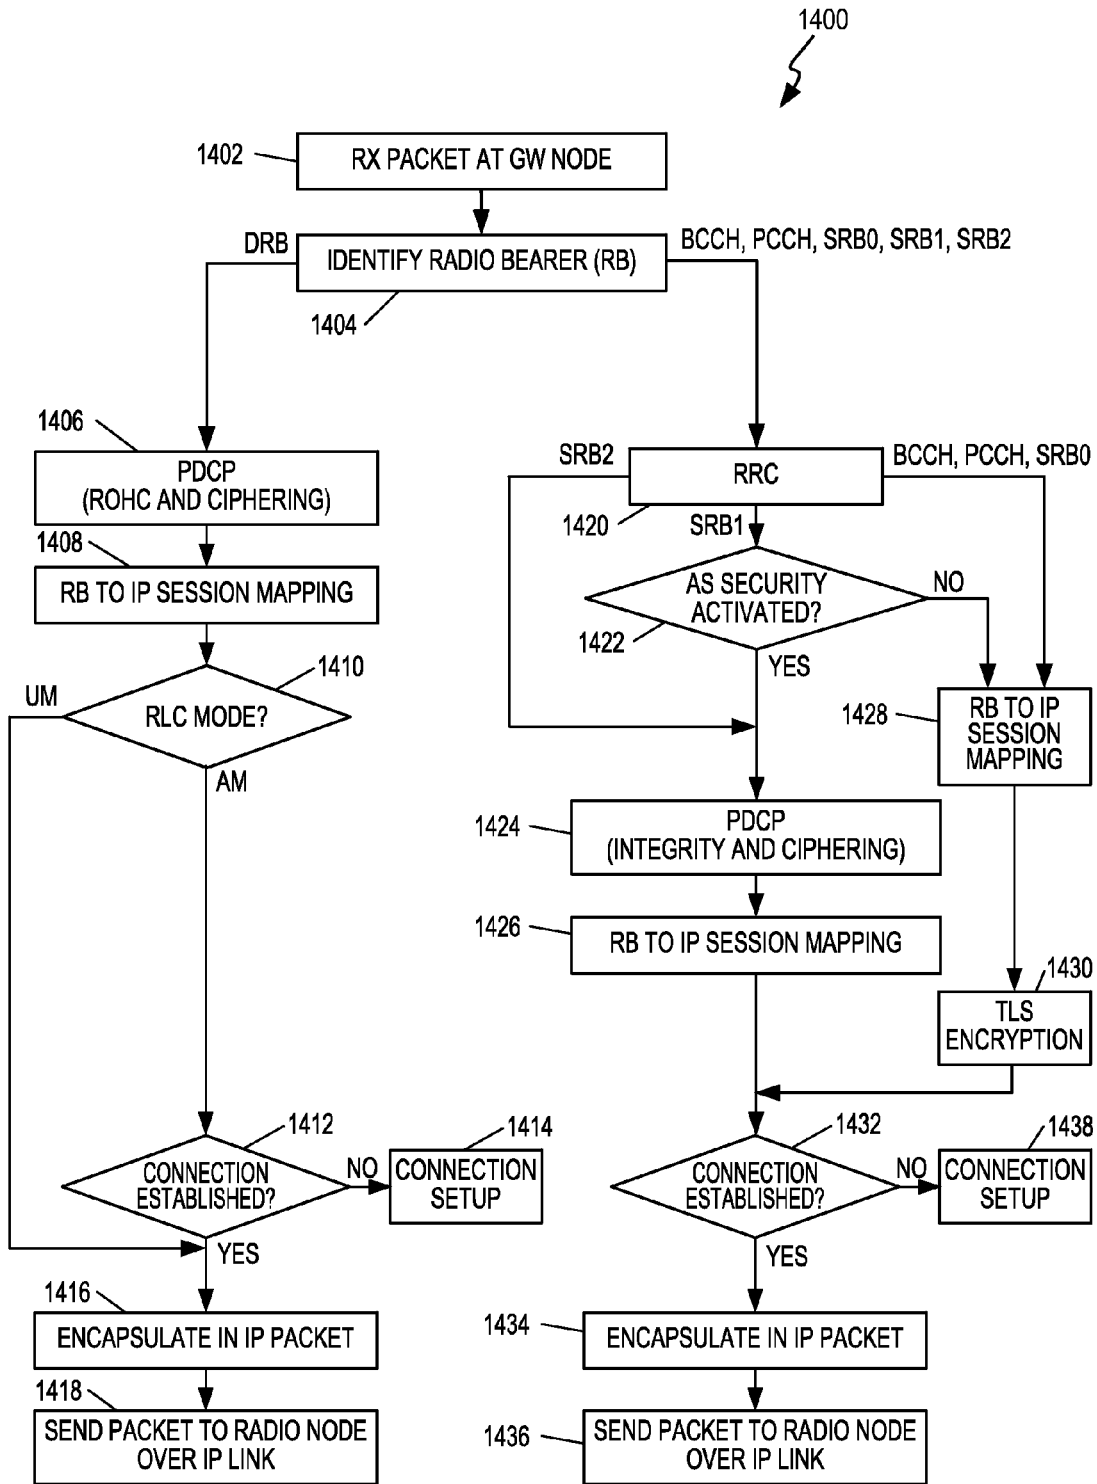 1400
1402
RX PACKET AT GW NODE
DRB
BCCH, PCCH, SRB0, SRB1, SRB2
IDENTIFY RADIO BEARER (RB)
1404
1406
PDCP
(ROHC AND CIPHERING)
1408
RB TO IP SESSION MAPPING
1410
UM
RLC MODE?
AM
1412
CONNECTION
ESTABLISHED?
NO
1414
CONNECTION
SETUP
YES
1416
ENCAPSULATE IN IP PACKET
1418
SEND PACKET TO RADIO NODE
OVER IP LINK
SRB2
BCCH, PCCH, SRB0
RRC
1420
SRB1
AS SECURITY
ACTIVATED?
NO
1422
YES
1428
RB TO IP
SESSION
MAPPING
1424
PDCP
(INTEGRITY AND CIPHERING)
1426
RB TO IP SESSION MAPPING
1430
TLS
ENCRYPTION
1432
CONNECTION
ESTABLISHED?
NO
1438
CONNECTION
SETUP
YES
1434
ENCAPSULATE IN IP PACKET
1436
SEND PACKET TO RADIO NODE
OVER IP LINK